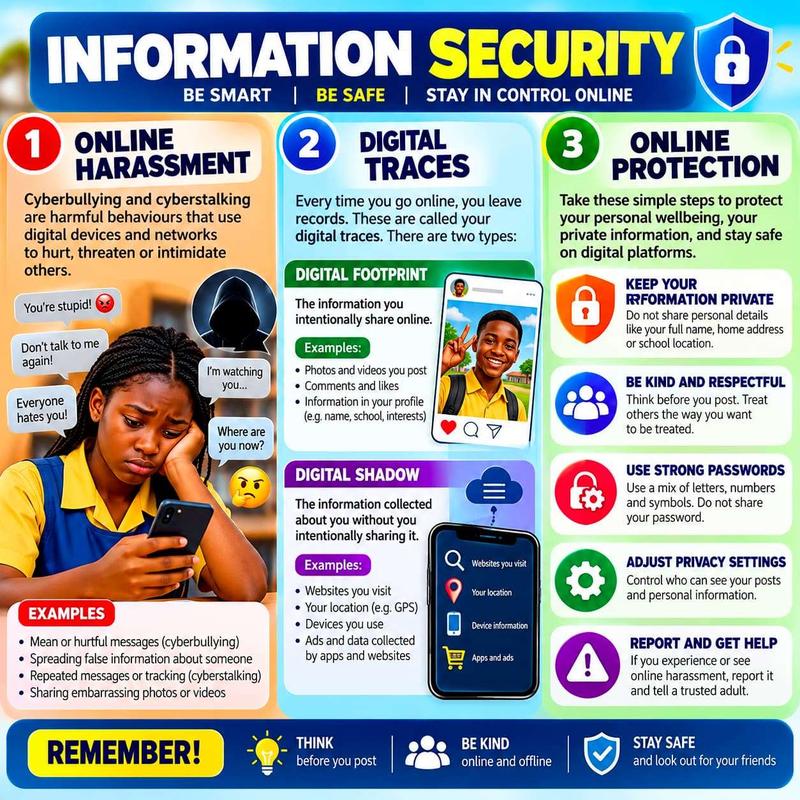 INFORMATION SECURITY
BE SMART | BE SAFE | STAY IN CONTROL ONLINE
1 ONLINE
HARASSMENT
Cyberbullying and cyberstalking
are harmful behaviours that use
digital devices and networks
to hurt, threaten or intimidate
others.
You're stupid!
Don't talk to me
again!
Everyone
hates you!
I'm watching
you...
Where are
you now?
EXAMPLES
• Mean or hurtful messages (cyberbullying)
• Spreading false information about someone
• Repeated messages or tracking (cyberstalking)
• Sharing embarrassing photos or videos
2 DIGITAL
TRACES
Every time you go online, you leave
records. These are called your
digital traces. There are two types:
DIGITAL FOOTPRINT
The information you
intentionally share online.
Examples:
• Photos and videos you post
• Comments and likes
• Information in your profile
(e.g. name, school, interests)
DIGITAL SHADOW
The information collected
about you without you
intentionally sharing it.
Examples:
• Websites you visit
• Your location (e.g. GPS)
• Devices you use
• Ads and data collected
by apps and websites
Websites you visit
Your location
Device information
Apps and ads
3 ONLINE
PROTECTION
Take these simple steps to protect
your personal wellbeing, your
private information, and stay safe
on digital platforms.
KEEP YOUR
PRIVATE
Do not share personal details
like your full name, home address
or school location.
BE KIND AND RESPECTFUL
Think before you post. Treat
others the way you want
to be treated.
USE STRONG PASSWORDS
Use a mix of letters, numbers
and symbols. Do not share
your password.
ADJUST PRIVACY SETTINGS
Control who can see your posts
and personal information.
REPORT AND GET HELP
If you experience or see
online harassment, report it
and tell a trusted adult.
REMEMBER!
THINK
before you post
BE KIND
online and offline
STAY SAFE
and look out for your friends